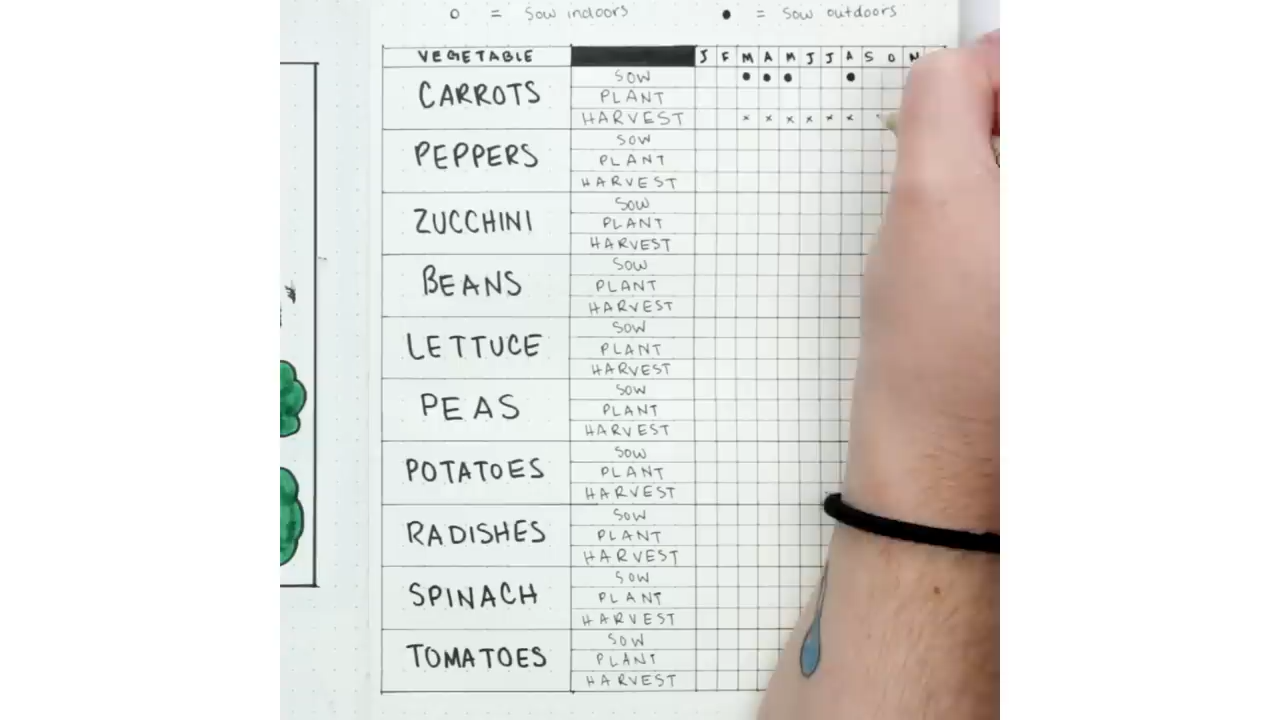 o = Sow indoors ● = Sow outdoors
VEGETABLE J F M A M J J A S O N
CARROTS SOW ● ● ● ●
PLANT
HARVEST x x x x x x
PEPPERS SOW
PLANT
HARVEST
ZUCCHINI SOW
PLANT
HARVEST
BEANS SOW
PLANT
HARVEST
LETTUCE SOW
PLANT
HARVEST
PEAS SOW
PLANT
HARVEST
POTATOES SOW
PLANT
HARVEST
RADISHES SOW
PLANT
HARVEST
SPINACH SOW
PLANT
HARVEST
TOMATOES SOW
PLANT
HARVEST